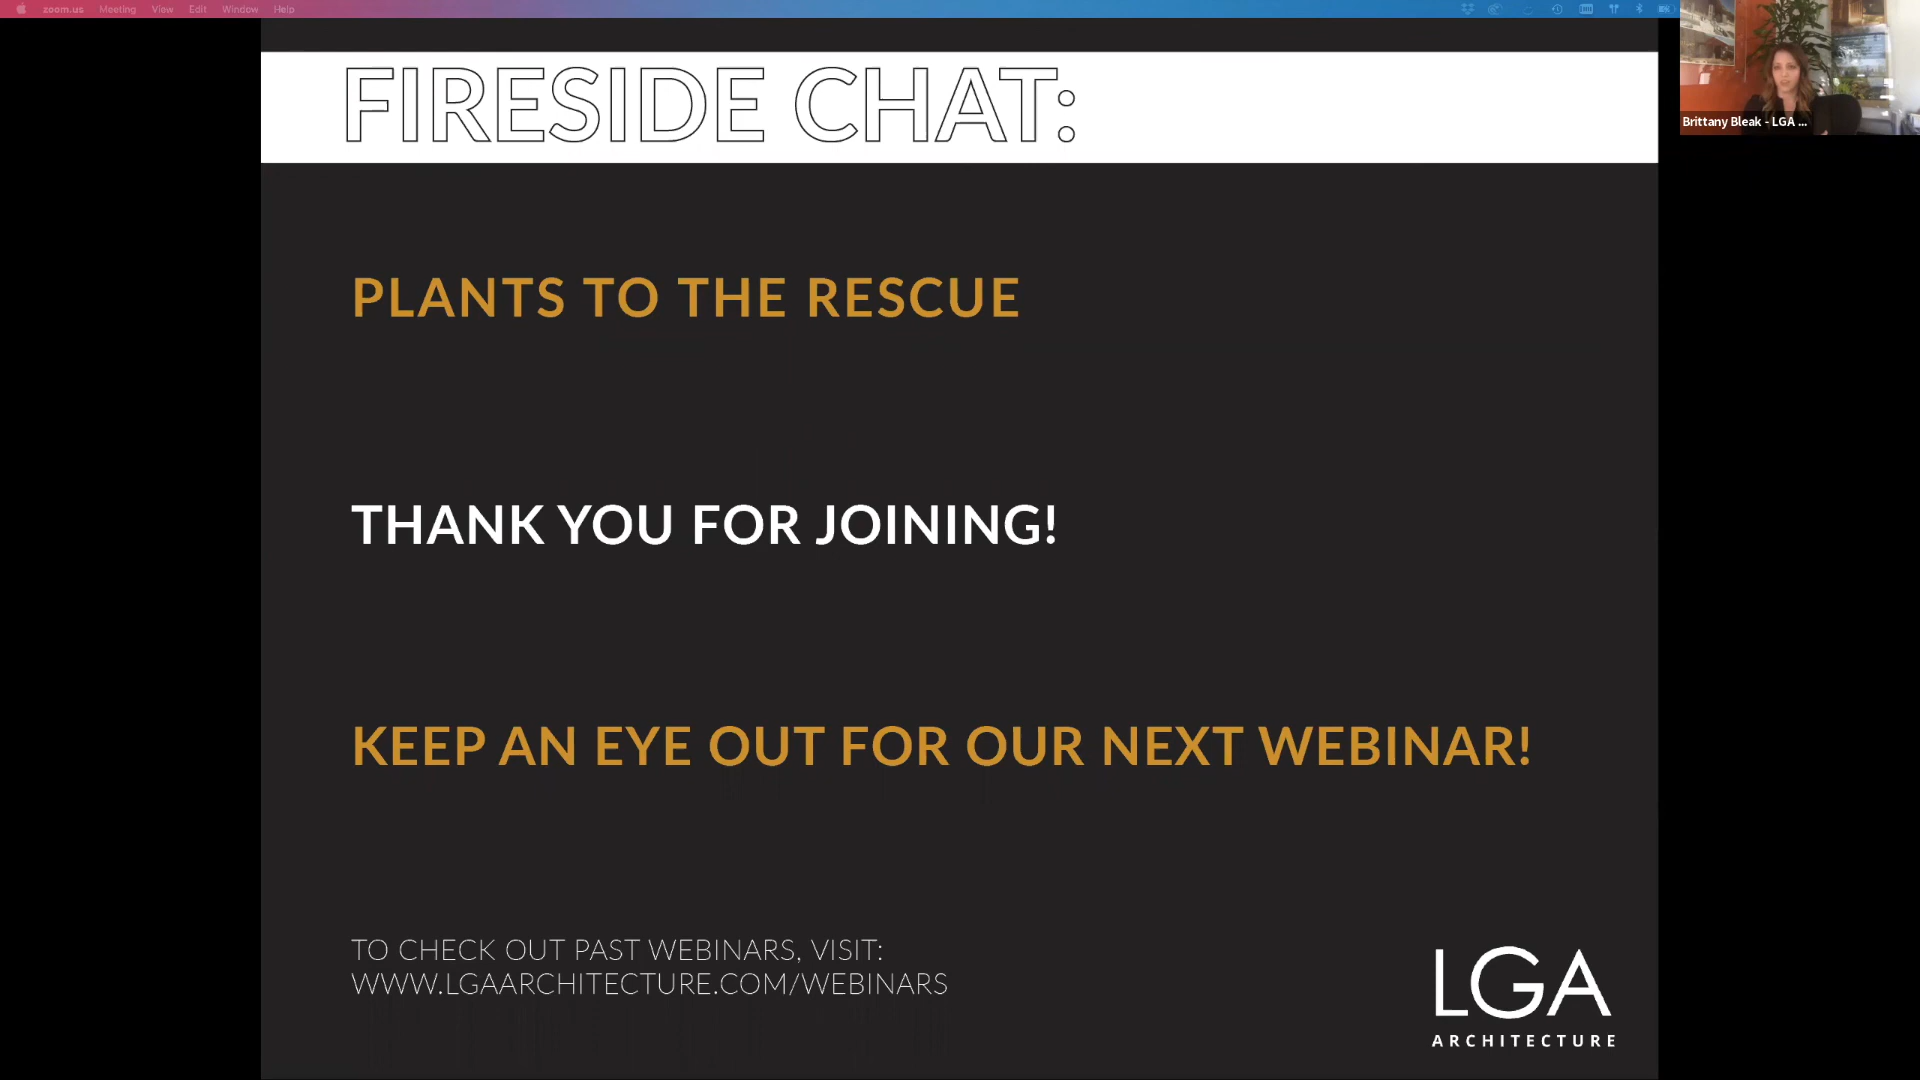 zoom.us Meeting View Edit Window Help
FIRESIDE CHAT:
Brittany Bleak - LGA ...
PLANTS TO THE RESCUE
THANK YOU FOR JOINING!
KEEP AN EYE OUT FOR OUR NEXT WEBINAR!
TO CHECK OUT PAST WEBINARS, VISIT:
WWW.LGAARCHITECTURE.COM/WEBINARS
LGA
ARCHITECTURE